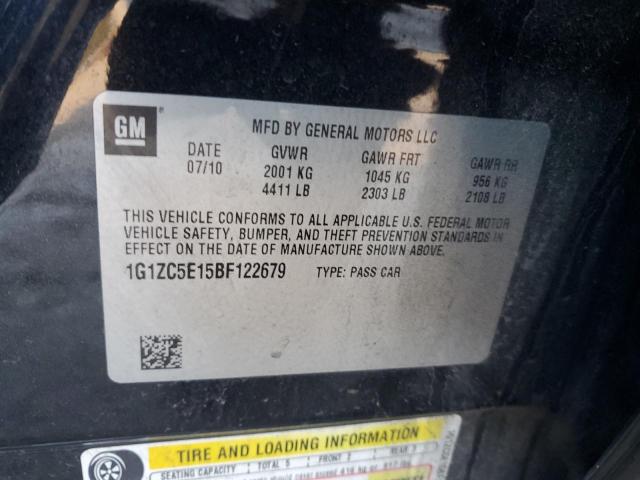 GM
MFD BY GENERAL MOTORS LLC
DATE GVWR GAWR FRT GAWR RR
07/10 2001 KG 1045 KG 956 KG
4411 LB 2303 LB 2108 LB
THIS VEHICLE CONFORMS TO ALL APPLICABLE U.S. FEDERAL MOTOR
VEHICLE SAFETY, BUMPER, AND THEFT PREVENTION STANDARDS IN
EFFECT ON THE DATE OF MANUFACTURE SHOWN ABOVE.
1G1ZC5E15BF122679 TYPE: PASS CAR
TIRE AND LOADING INFORMATION
SEATING CAPACITY TOTAL 5 FRONT 2 REAR 3